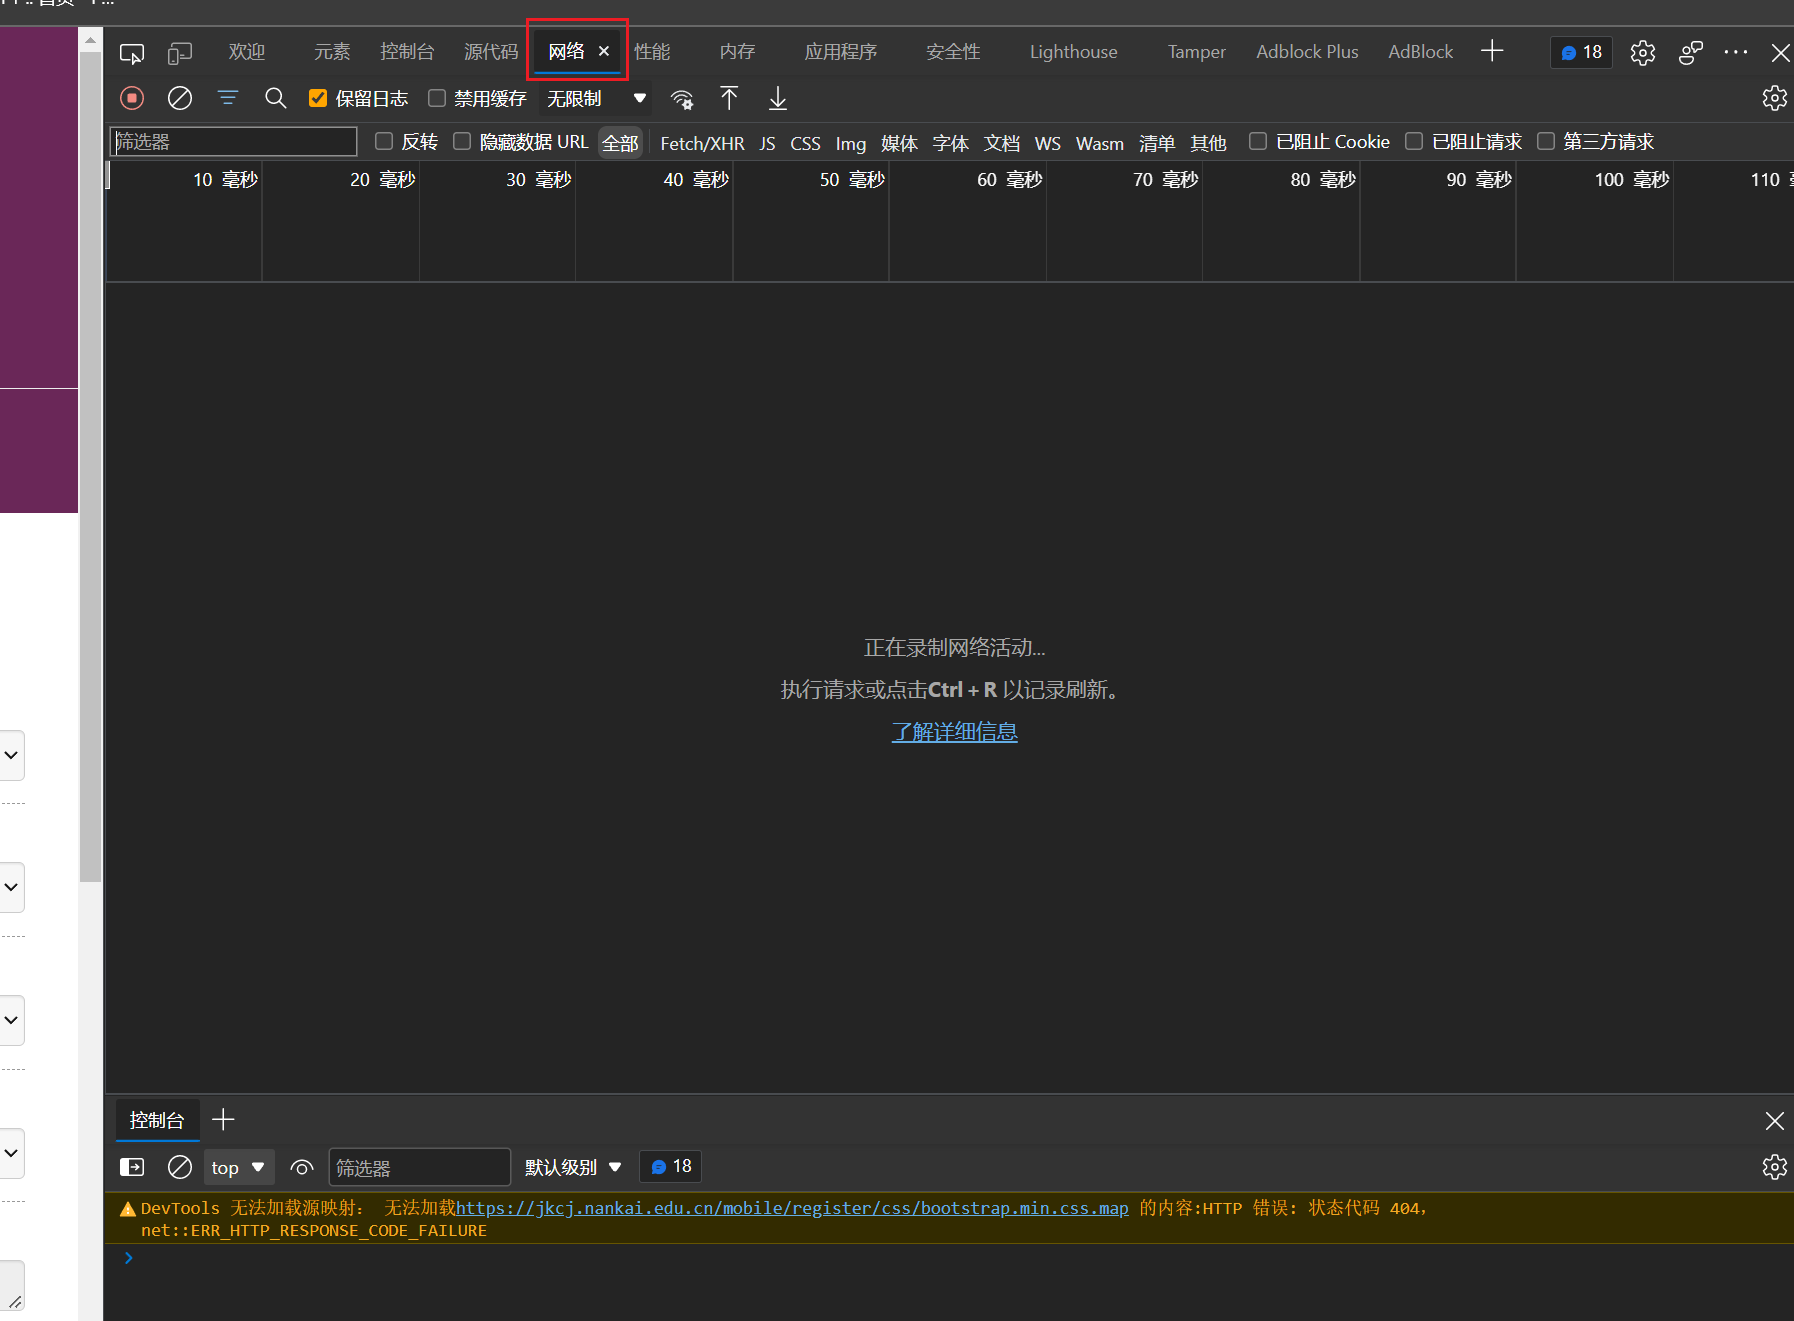 欢迎 元素 控制台 源代码 网络 性能 内存 应用程序 安全性 Lighthouse Tamper Adblock Plus AdBlock 18
保留日志 禁用缓存 无限制
筛选器 反转 隐藏数据 URL 全部 Fetch/XHR JS CSS Img 媒体 字体 文档 WS Wasm 清单 其他 已阻止 Cookie 已阻止请求 第三方请求
10 毫秒 20 毫秒 30 毫秒 40 毫秒 50 毫秒 60 毫秒 70 毫秒 80 毫秒 90 毫秒 100 毫秒 110
正在录制网络活动...
执行请求或点击Ctrl + R 以记录刷新。
了解详细信息
控制台
top 筛选器 默认级别 18
DevTools 无法加载源映射： 无法加载https://jkcj.nankai.edu.cn/mobile/register/css/bootstrap.min.css.map 的内容:HTTP 错误: 状态代码 404,
net::ERR_HTTP_RESPONSE_CODE_FAILURE